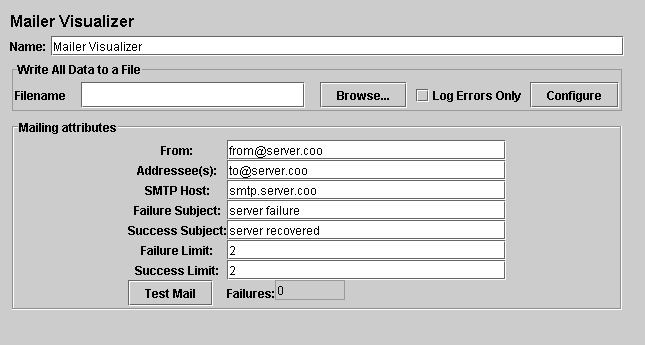 Mailer Visualizer
Name: Mailer Visualizer
Write All Data to a File
Filename Browse... Log Errors Only Configure
Mailing attributes
From: from@server.coo
Addressee(s): to@server.coo
SMTP Host: smtp.server.coo
Failure Subject: server failure
Success Subject: server recovered
Failure Limit: 2
Success Limit: 2
Test Mail Failures: 0